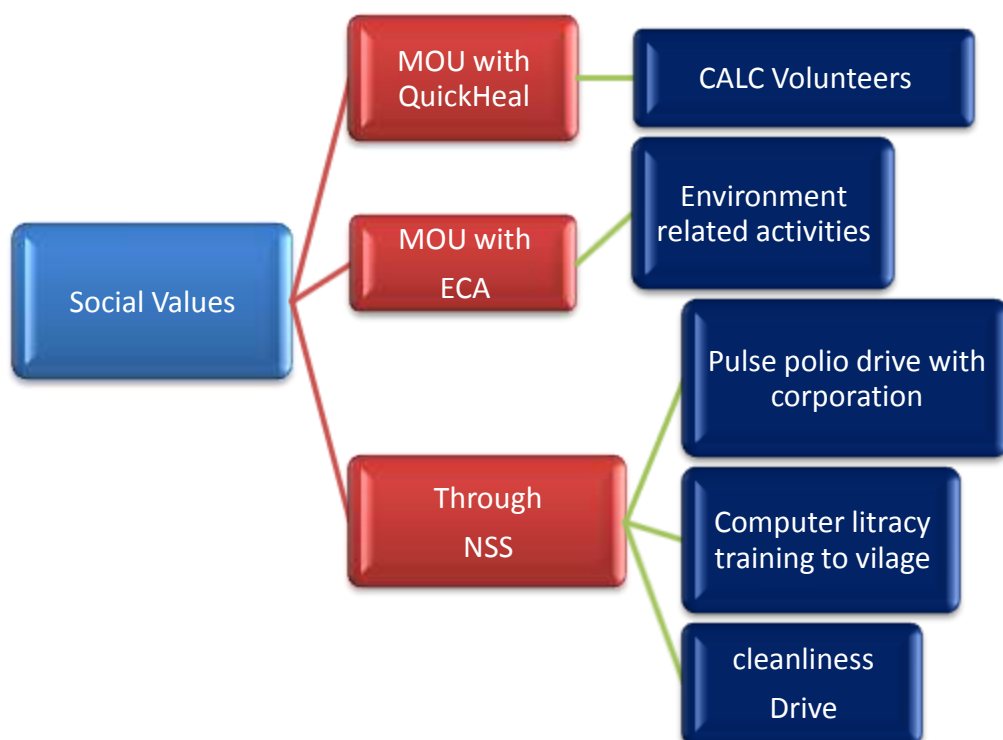 Social Values
MOU with
QuickHeal
CALC Volunteers
MOU with
ECA
Environment
related activities
Through
NSS
Pulse polio drive with
corporation
Computer litracy
training to vilage
cleanliness
Drive